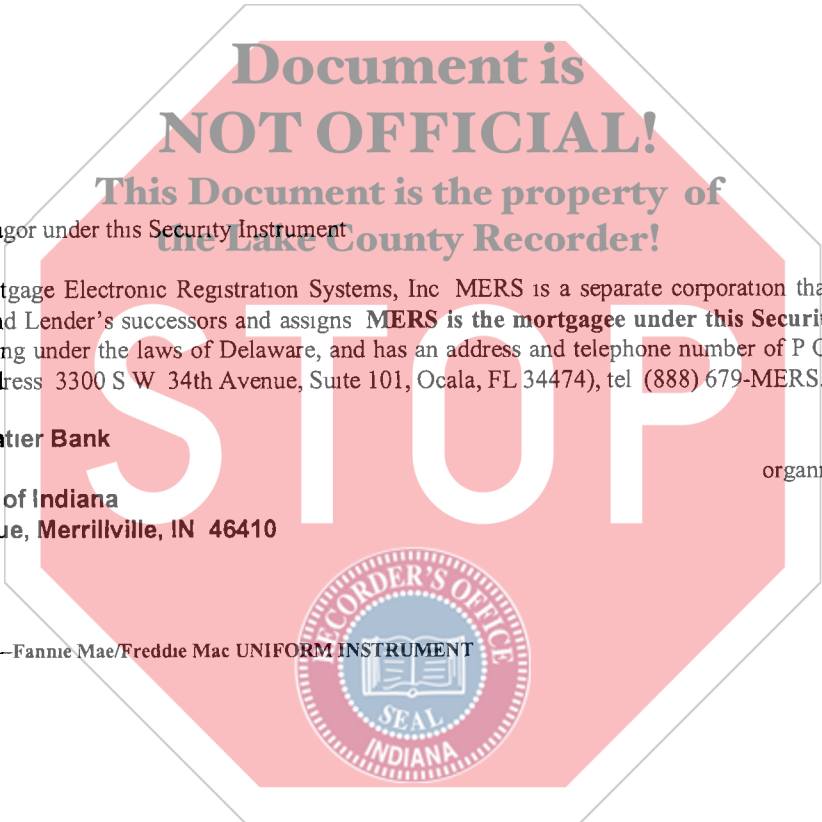 Document is
NOT OFFICIAL!
This Document is the property of
the Lake County Recorder!
gor under this Security Instrument
tgage Electronic Registration Systems, Inc MERS is a separate corporation tha
d Lender's successors and assigns MERS is the mortgagee under this Securi
ng under the laws of Delaware, and has an address and telephone number of P O
ress 3300 S W 34th Avenue, Suite 101, Ocala, FL 34474), tel (888) 679-MERS.
STOP
tier Bank
organi
of Indiana
ue, Merrillville, IN 46410
RECORDER'S OFFICE
—Fannie Mae/Freddie Mac UNIFORM INSTRUMENT
SEAL
INDIANA